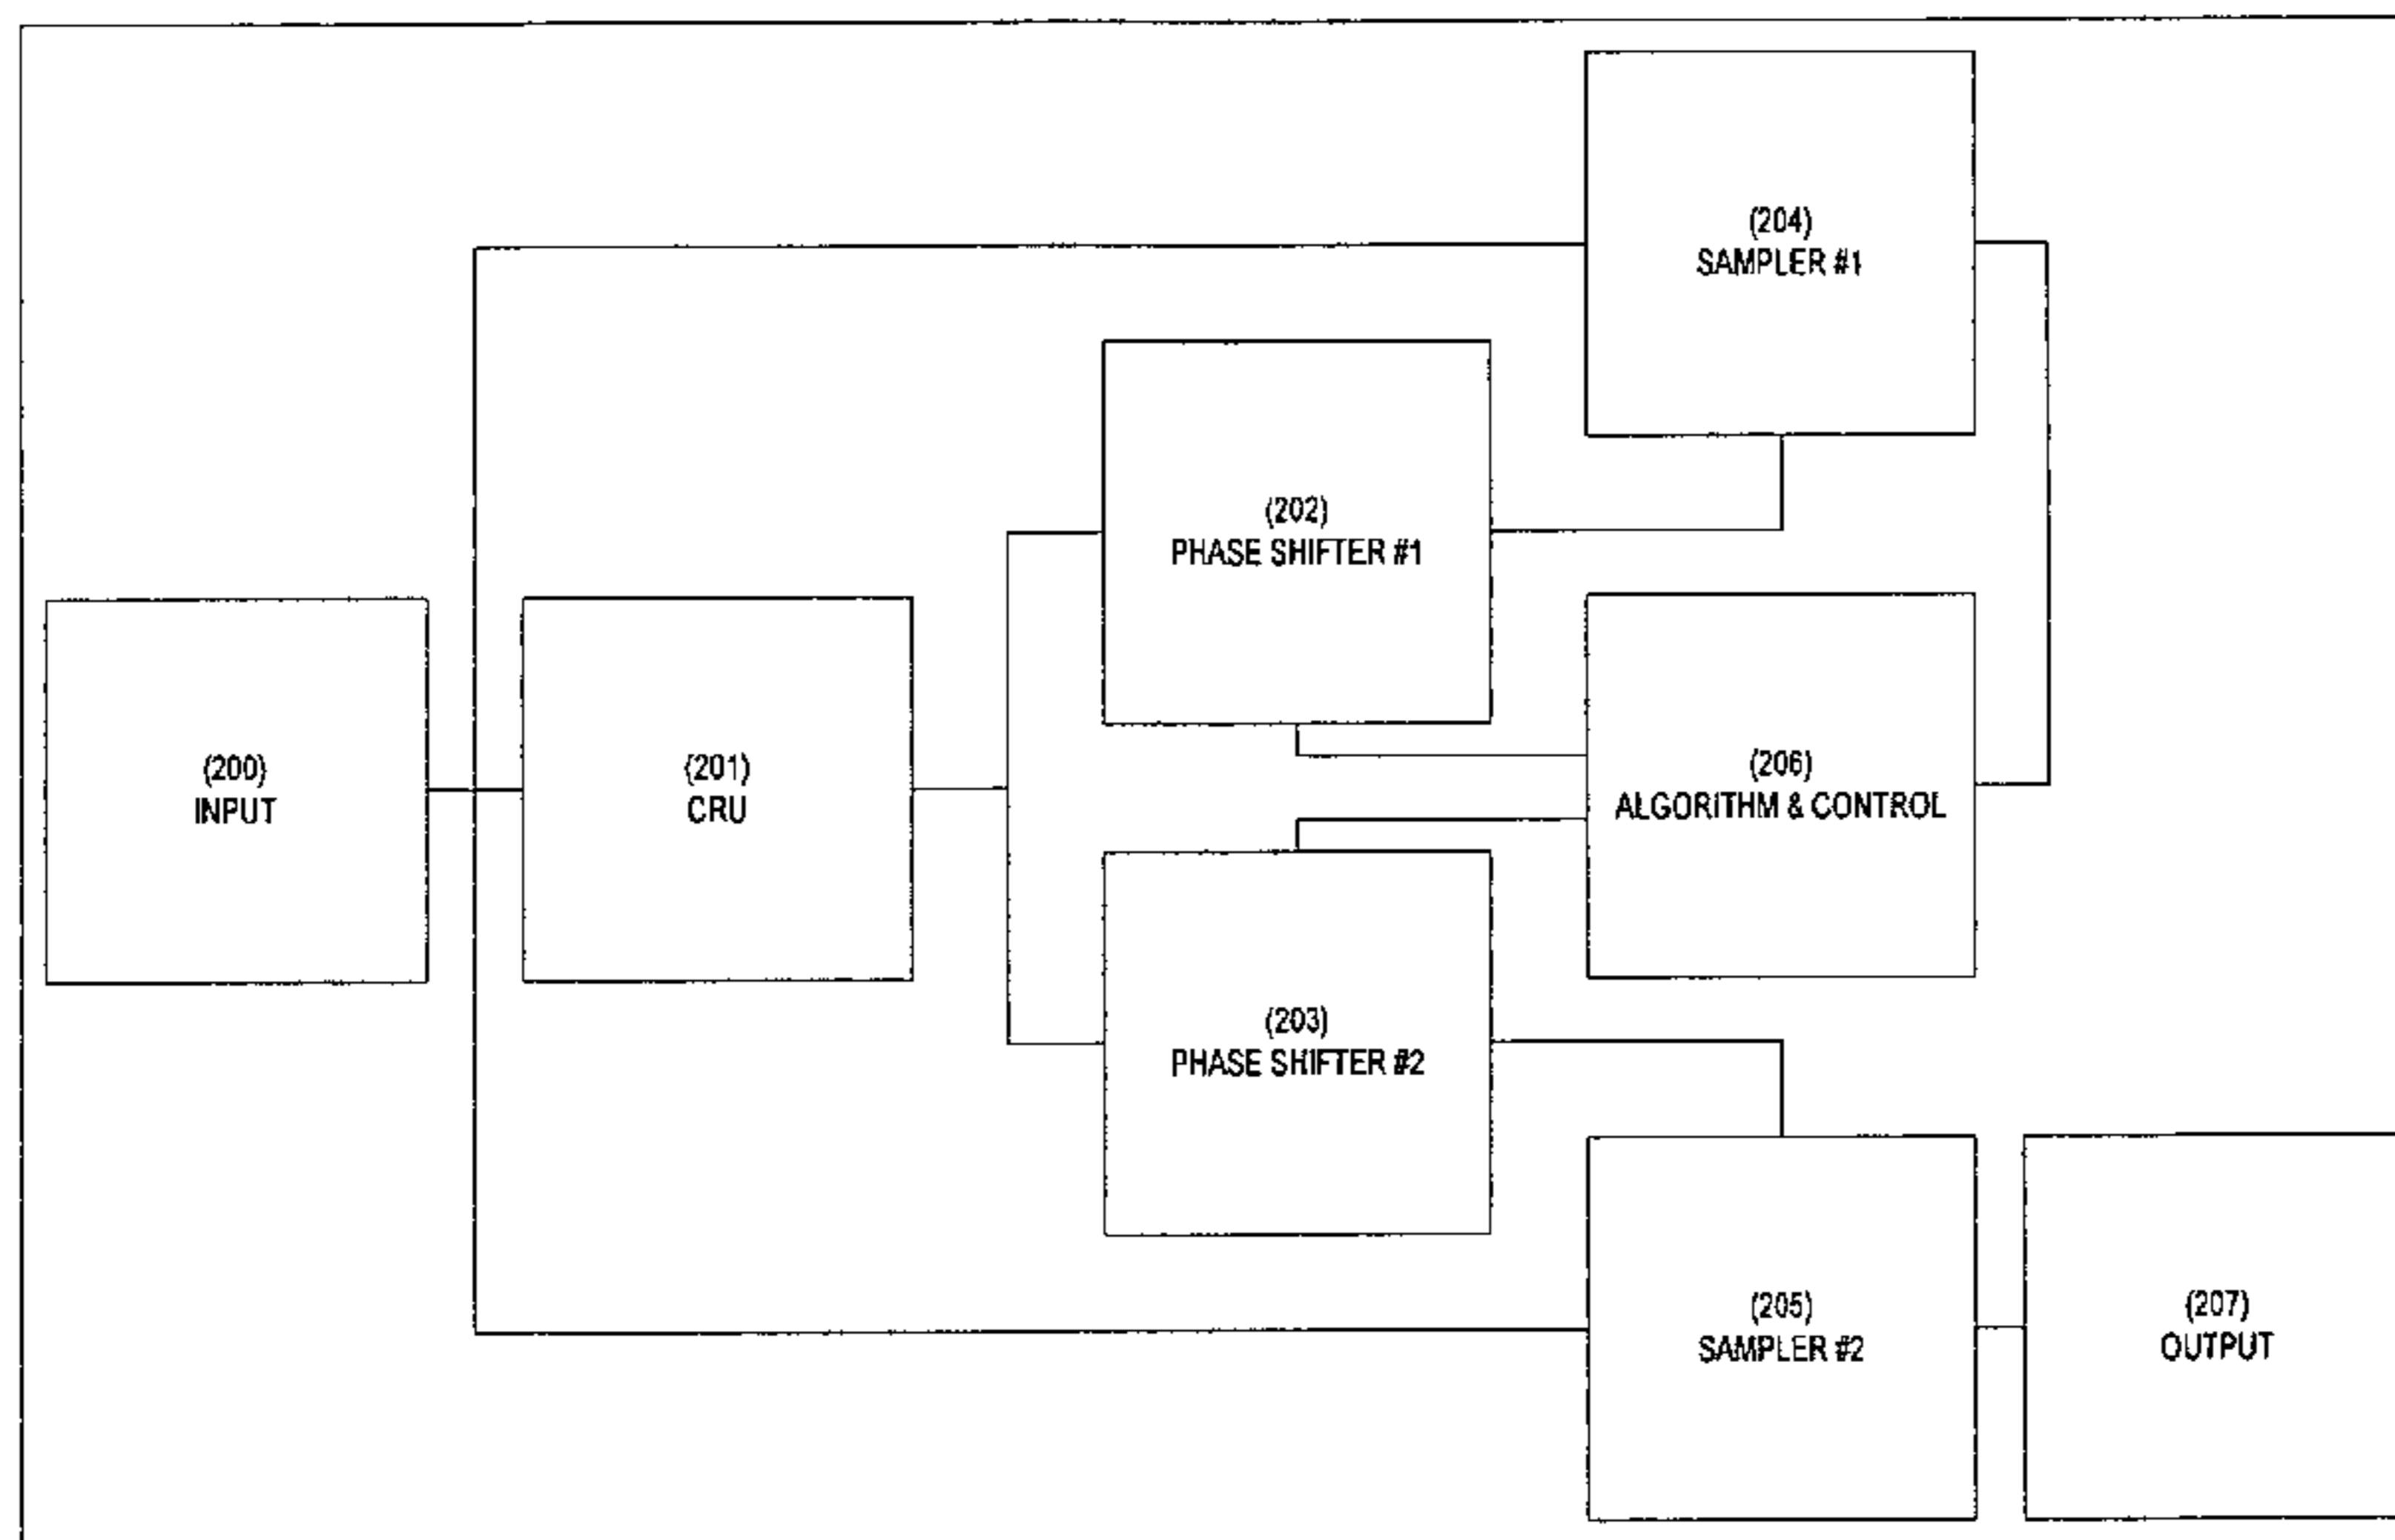 (204)
SAMPLER #1
(202)
PHASE SHIFTER #1
(200)
INPUT
(201)
CRU
(206)
ALGORITHM & CONTROL
(203)
PHASE SHIFTER #2
(205)
SAMPLER #2
(207)
OUTPUT